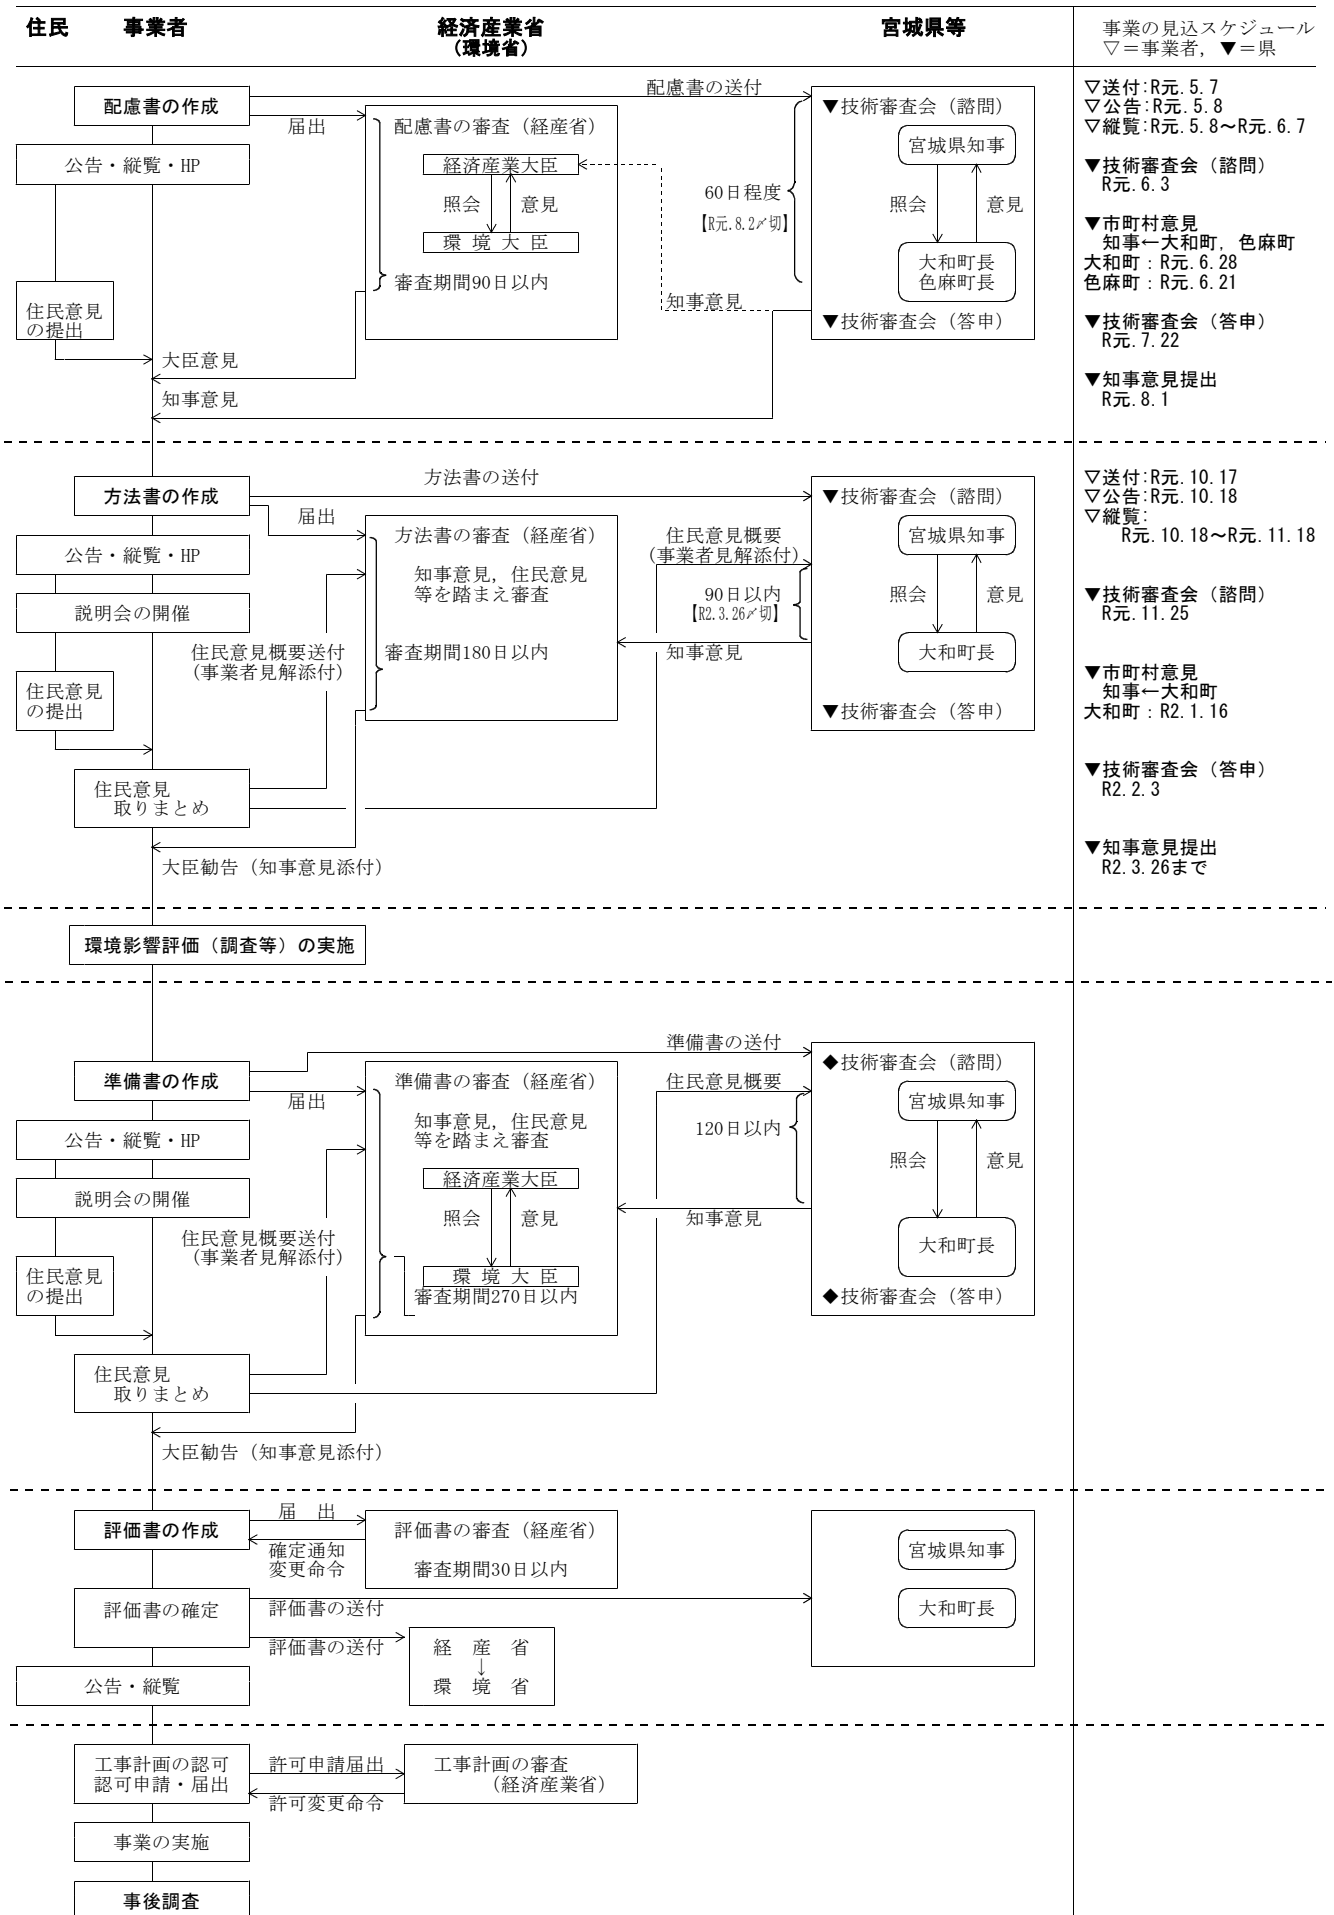 住民
事業者
経済産業省
(環境省)
宮城県等
事業の見込スケジュール
▽＝事業者，▼＝県
配慮書の作成
配慮書の送付
届出
公告・縦覧・HP
住民意見
の提出
配慮書の審査（経産省）
経済産業大臣
照会
意見
環 境 大 臣
審査期間90日以内
60日程度
【R元.8.2〆切】
知事意見
▼技術審査会（諮問）
宮城県知事
照会
意見
大和町長
色麻町長
▼技術審査会（答申）
大臣意見
知事意見
▽送付:R元.5.7
▽公告:R元.5.8
▽縦覧:R元.5.8～R元.6.7
▼技術審査会（諮問）
R元.6.3
▼市町村意見
知事←大和町，色麻町
大和町：R元.6.28
色麻町：R元.6.21
▼技術審査会（答申）
R元.7.22
▼知事意見提出
R元.8.1
方法書の作成
方法書の送付
届出
公告・縦覧・HP
説明会の開催
住民意見
の提出
住民意見概要送付
(事業者見解添付)
住民意見
取りまとめ
方法書の審査（経産省）
知事意見，住民意見
等を踏まえ審査
審査期間180日以内
住民意見概要
(事業者見解添付)
90日以内
【R2.3.26〆切】
知事意見
▼技術審査会（諮問）
宮城県知事
照会
意見
大和町長
▼技術審査会（答申）
大臣勧告（知事意見添付）
▽送付:R元.10.17
▽公告:R元.10.18
▽縦覧:
R元.10.18～R元.11.18
▼技術審査会（諮問）
R元.11.25
▼市町村意見
知事←大和町
大和町：R2.1.16
▼技術審査会（答申）
R2.2.3
▼知事意見提出
R2.3.26まで
環境影響評価（調査等）の実施
準備書の作成
準備書の送付
届出
公告・縦覧・HP
説明会の開催
住民意見
の提出
住民意見概要送付
(事業者見解添付)
住民意見
取りまとめ
準備書の審査（経産省）
知事意見，住民意見
等を踏まえ審査
経済産業大臣
照会
意見
環 境 大 臣
審査期間270日以内
住民意見概要
120日以内
知事意見
◆技術審査会（諮問）
宮城県知事
照会
意見
大和町長
◆技術審査会（答申）
大臣勧告（知事意見添付）
評価書の作成
届 出
確定通知
変更命令
評価書の審査（経産省）
審査期間30日以内
宮城県知事
大和町長
評価書の確定
評価書の送付
評価書の送付
経 産 省
↓
環 境 省
公告・縦覧
工事計画の認可
認可申請・届出
許可申請届出
許可変更命令
工事計画の審査
（経済産業省）
事業の実施
事後調査